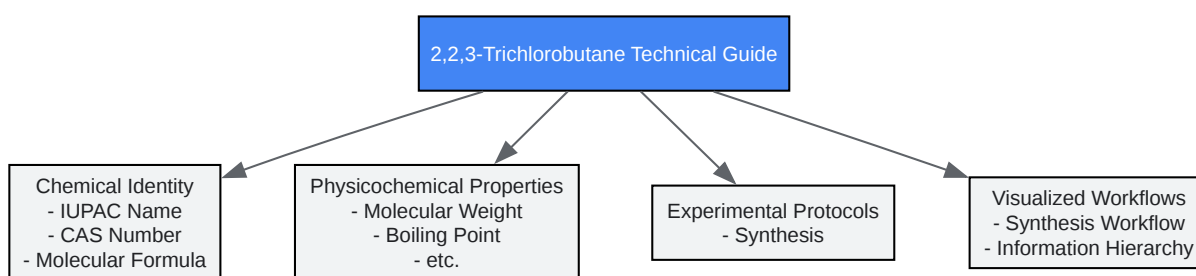 2,2,3-Trichlorobutane Technical Guide
Chemical Identity
- IUPAC Name
- CAS Number
- Molecular Formula
Physicochemical Properties
- Molecular Weight
- Boiling Point
- etc.
Experimental Protocols
- Synthesis
Visualized Workflows
- Synthesis Workflow
- Information Hierarchy